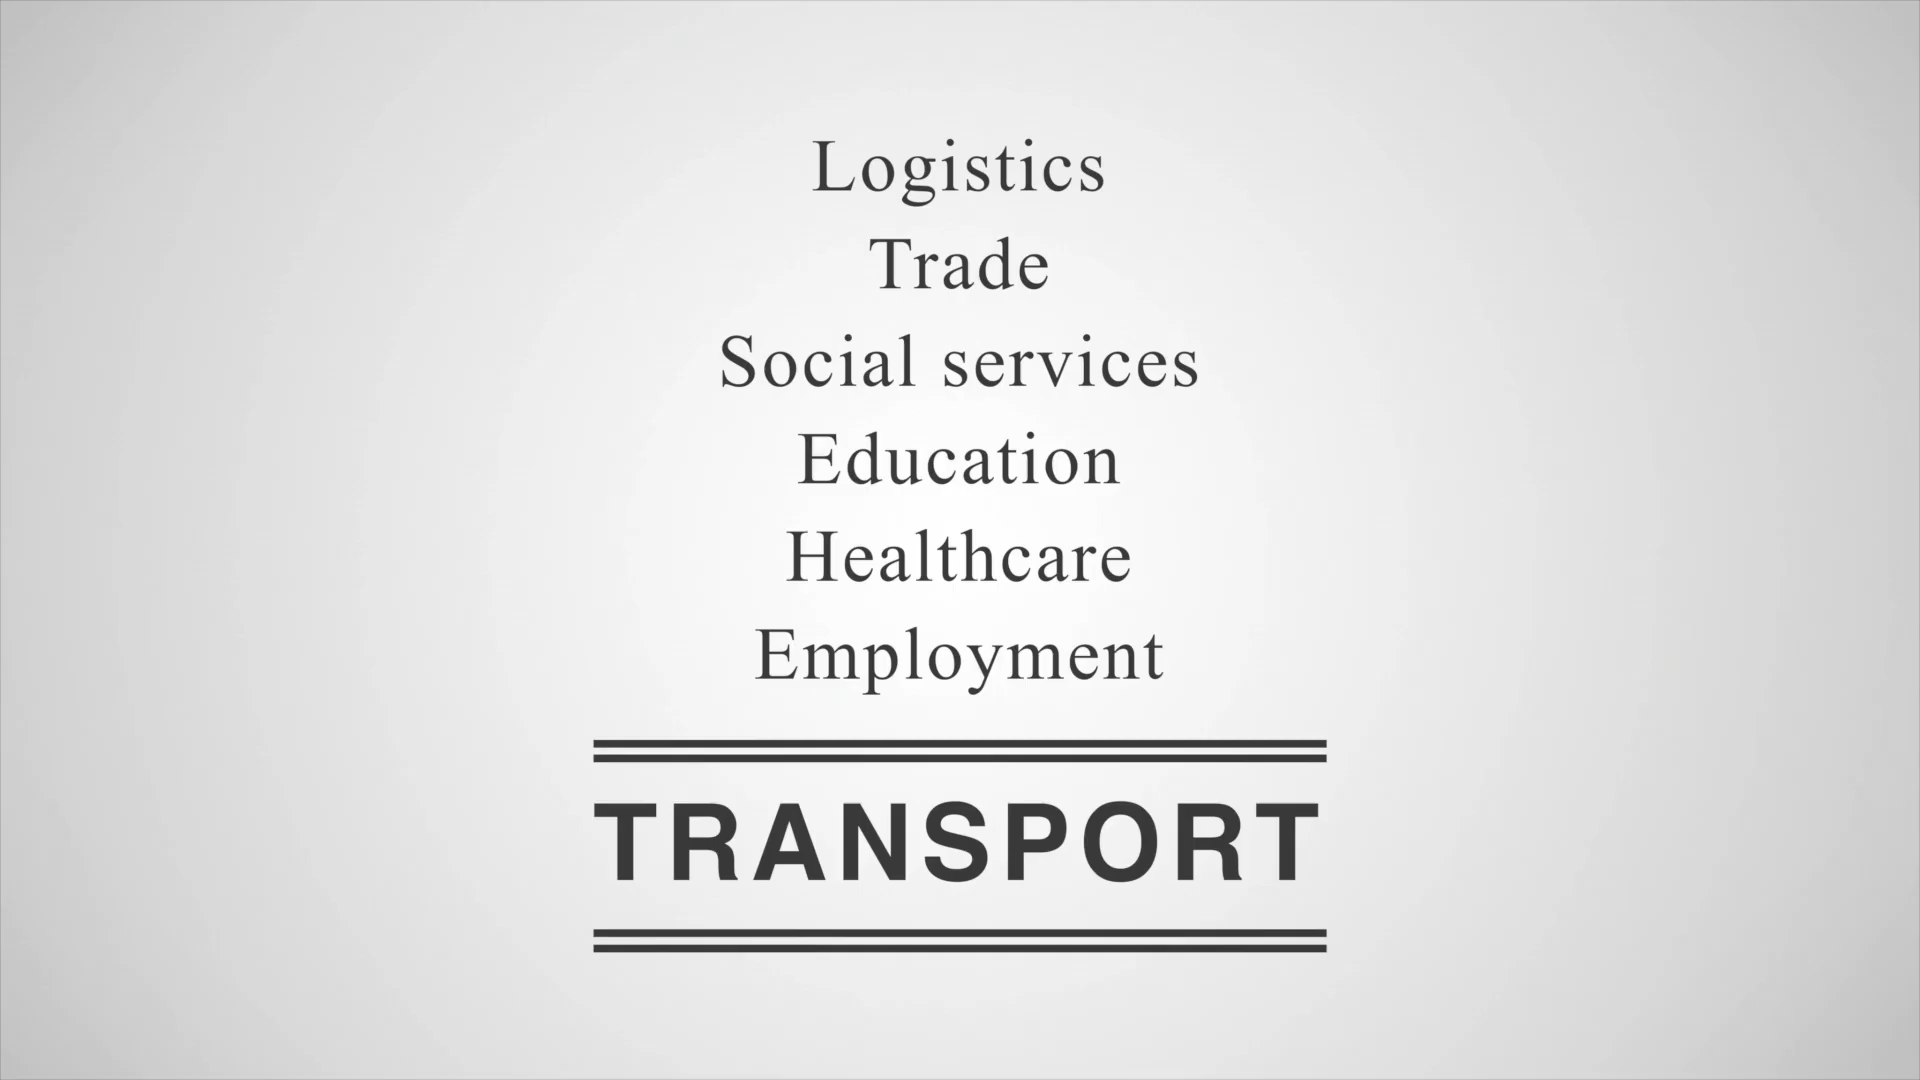 Logistics
Trade
Social services
Education
Healthcare
Employment
TRANSPORT